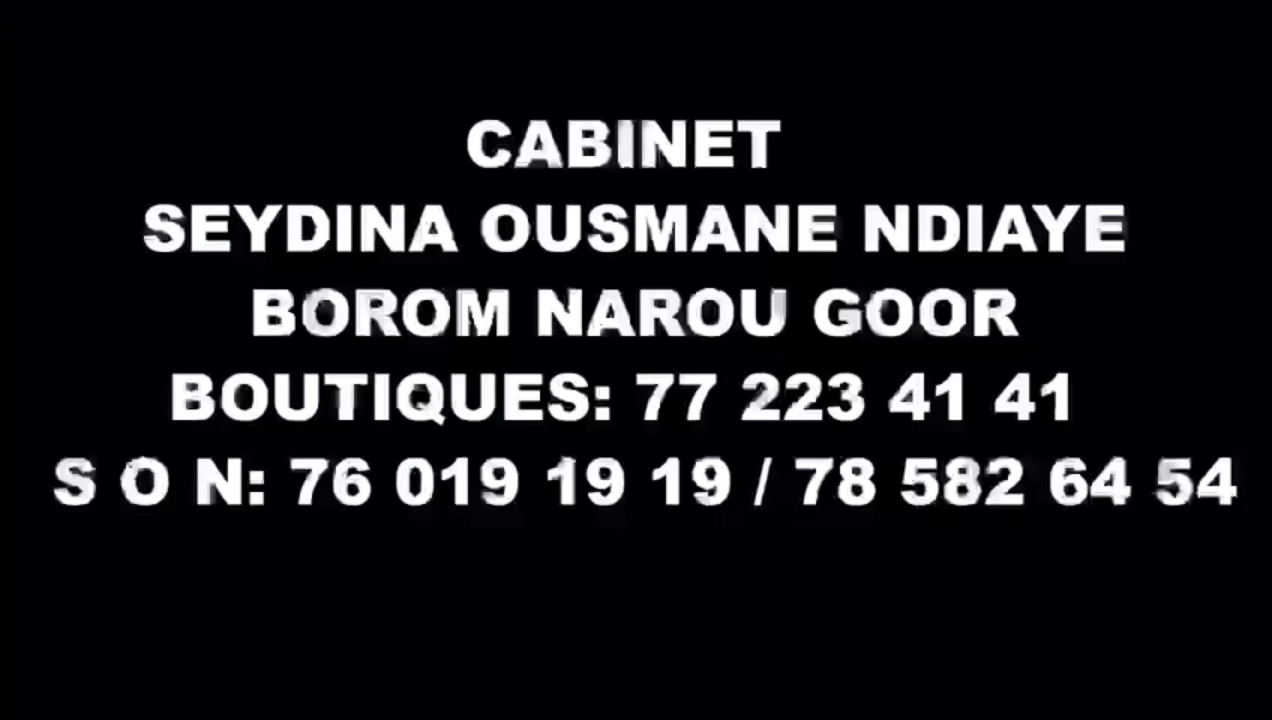 CABINET
SEYDINA OUSMANE NDIAYE
BOROM NAROU GOOR
BOUTIQUES: 77 223 41 41
S O N: 76 019 19 19 / 78 582 64 54